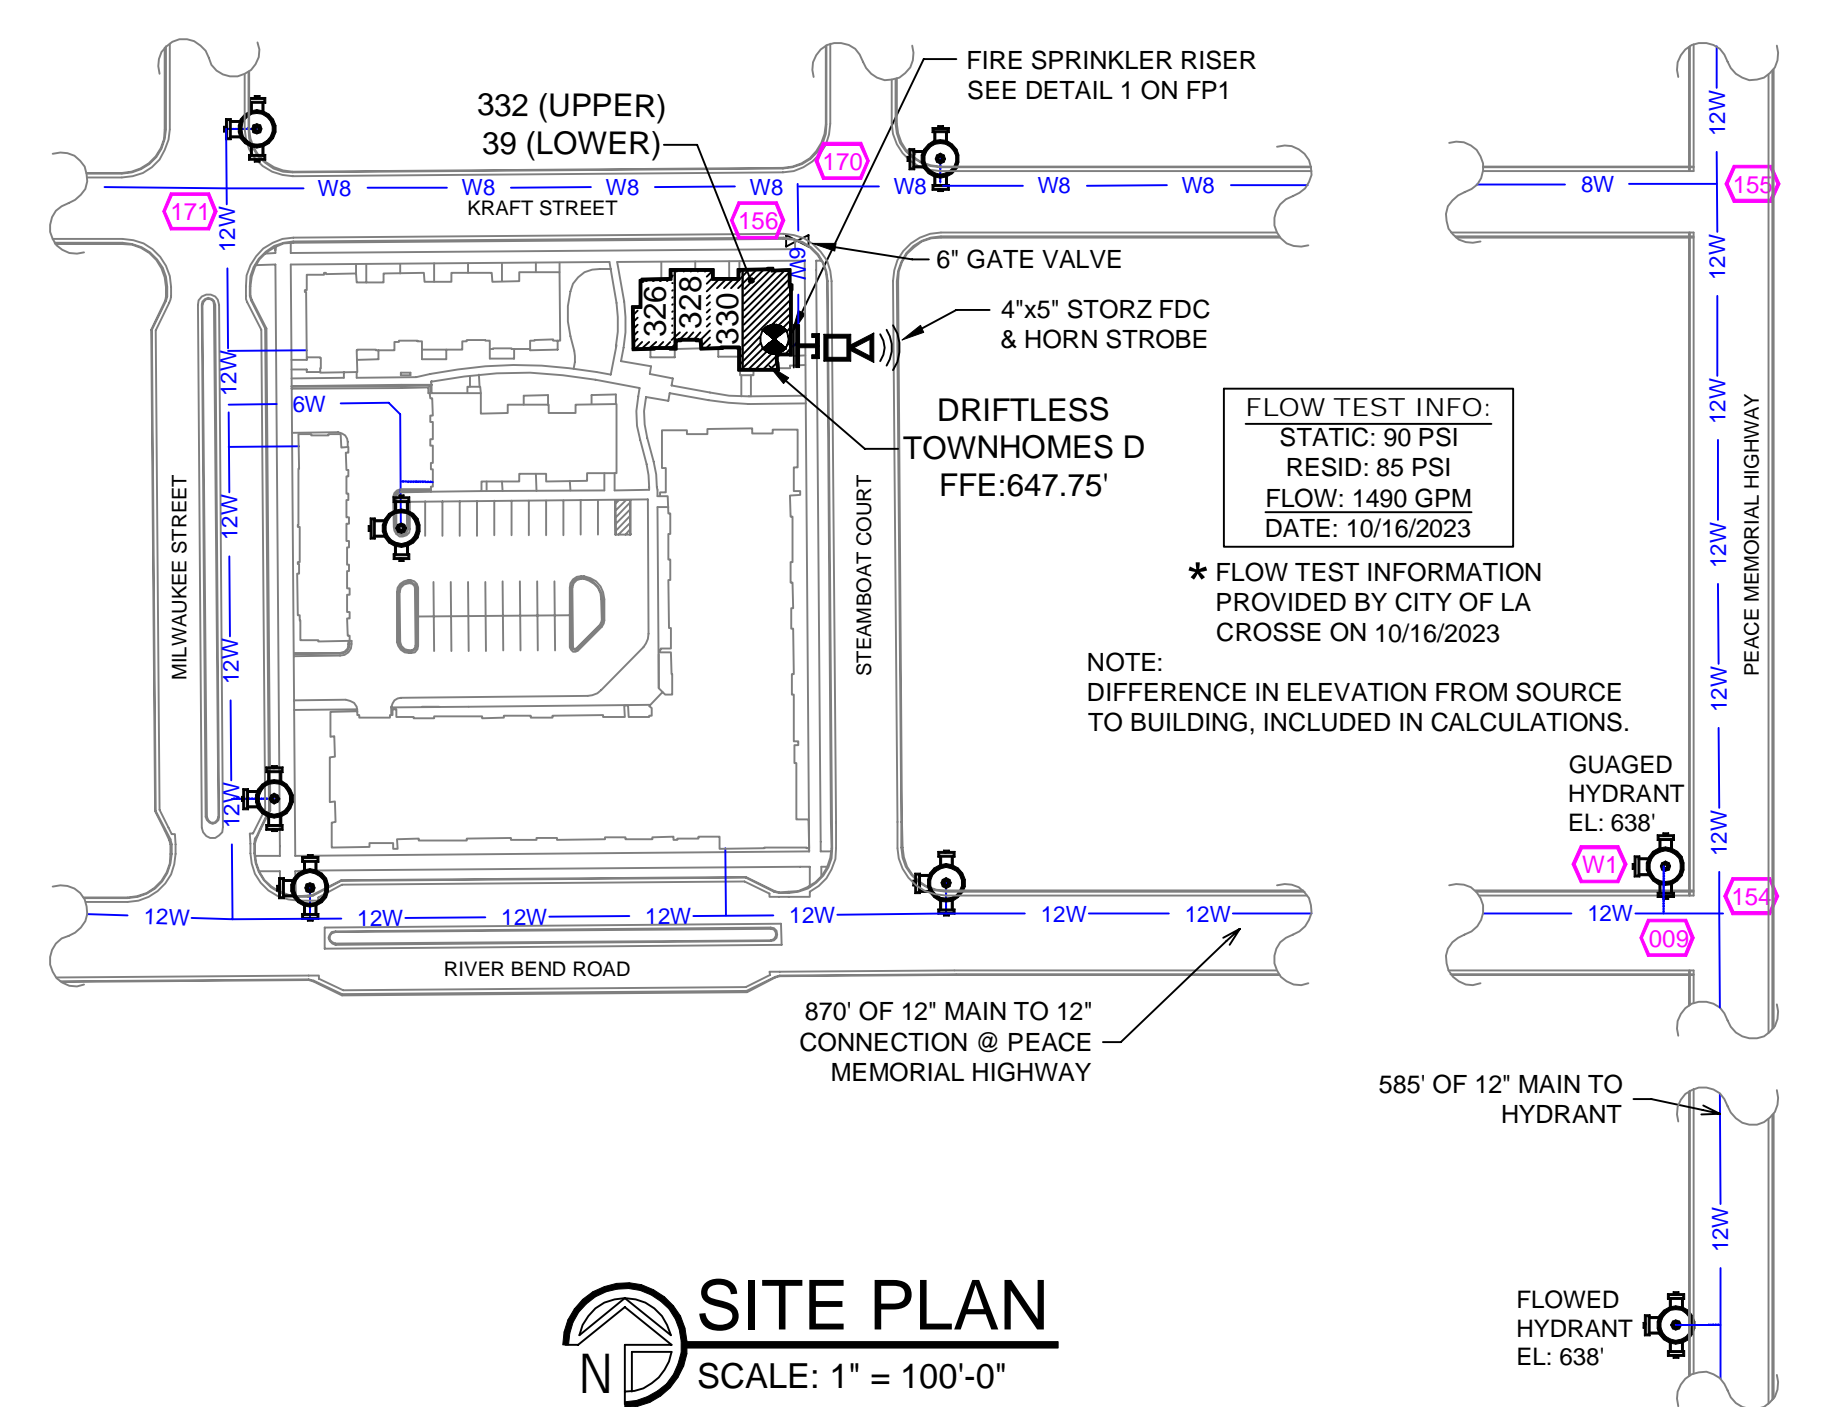 FIRE SPRINKLER RISER
SEE DETAIL 1 ON FP1
332 (UPPER)
39 (LOWER)
170
171
156
155
W8
W8
W8
W8
W8
W8
W8
8W
KRAFT STREET
12W
12W
12W
6W
6" GATE VALVE
326
328
330
4"x5" STORZ FDC
& HORN STROBE
12W
6W
DRIFTLESS
TOWNHOMES D
FFE:647.75'
FLOW TEST INFO:
STATIC: 90 PSI
RESID: 85 PSI
FLOW: 1490 GPM
DATE: 10/16/2023
* FLOW TEST INFORMATION
PROVIDED BY CITY OF LA
CROSSE ON 10/16/2023
NOTE:
DIFFERENCE IN ELEVATION FROM SOURCE
TO BUILDING, INCLUDED IN CALCULATIONS.
MILWAUKEE STREET
STEAMBOAT COURT
PEACE MEMORIAL HIGHWAY
12W
12W
12W
12W
12W
12W
12W
12W
GUAGED
HYDRANT
EL: 638'
W1
154
009
12W
12W
12W
12W
12W
12W
12W
12W
RIVER BEND ROAD
870' OF 12" MAIN TO 12"
CONNECTION @ PEACE
MEMORIAL HIGHWAY
585' OF 12" MAIN TO
HYDRANT
12W
FLOWED
HYDRANT
EL: 638'
N
SITE PLAN
SCALE: 1" = 100'-0"